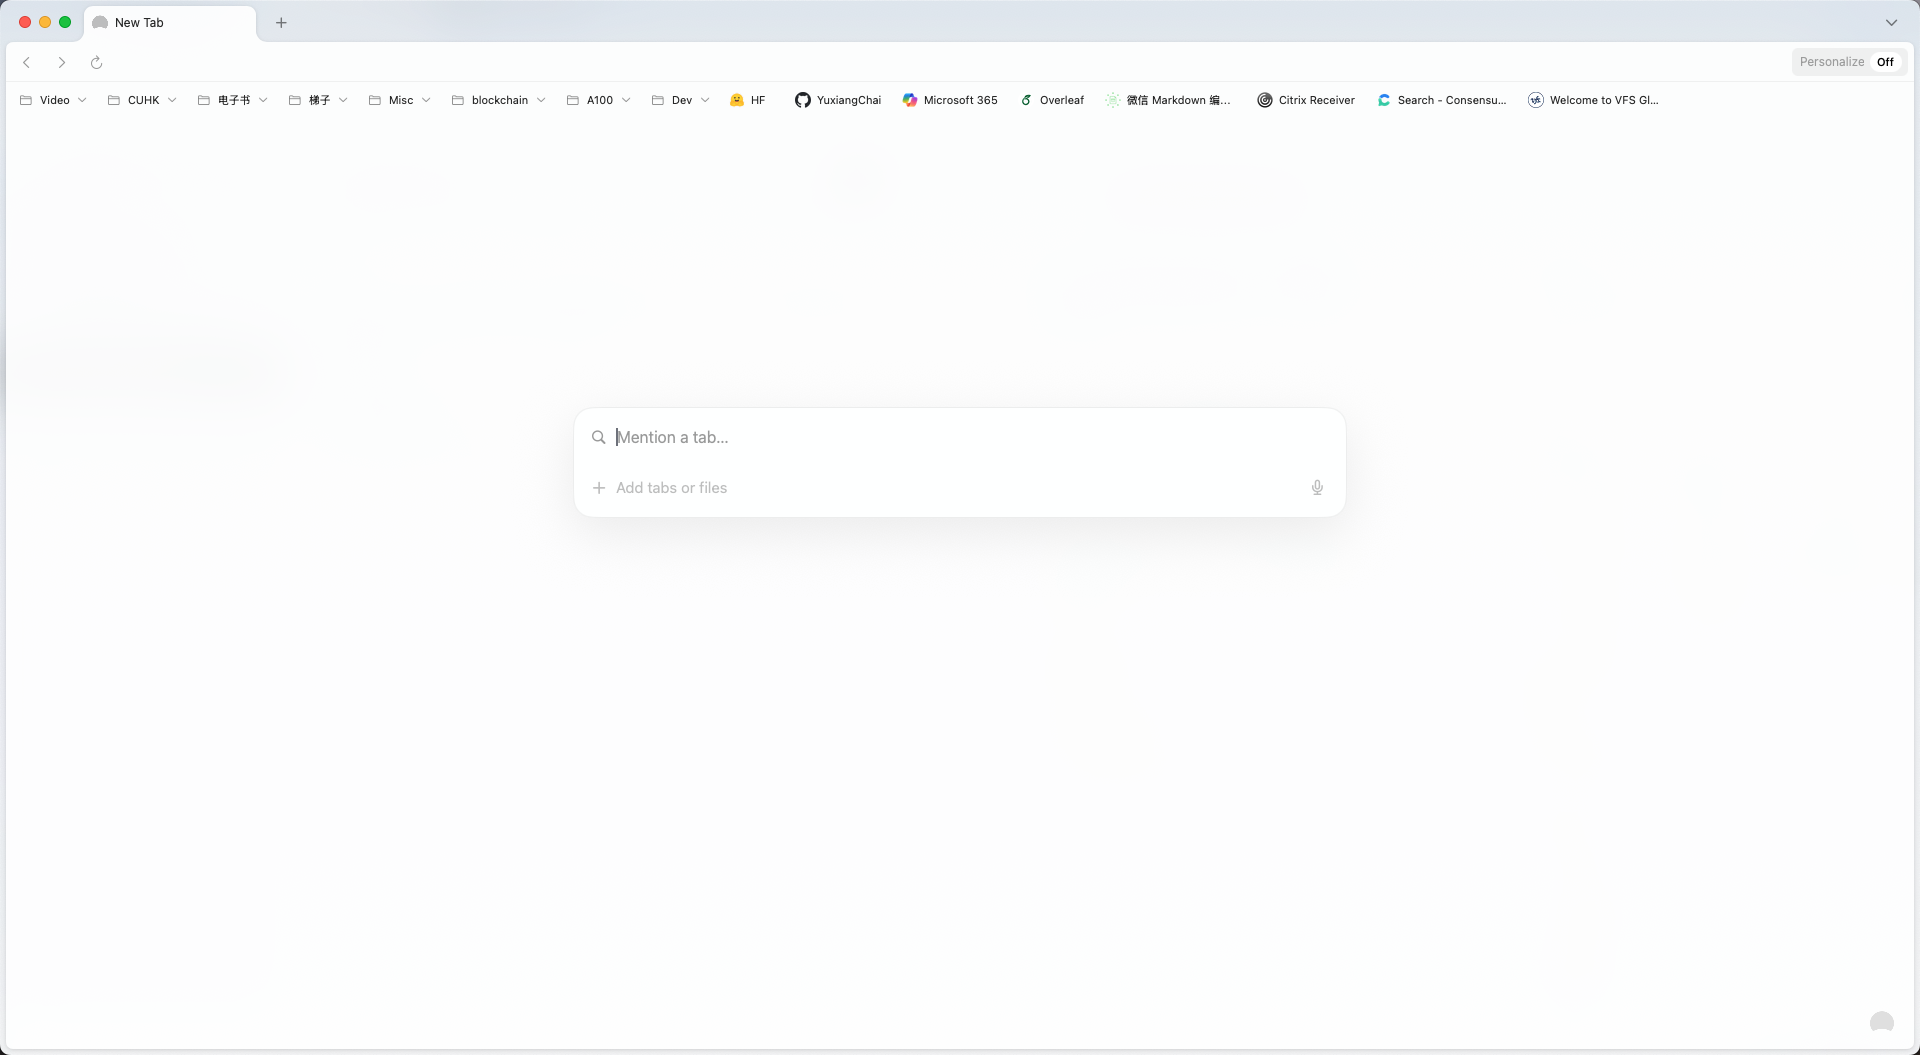 New Tab
Personalize Off
Video CUHK 电子书 梯子 Misc blockchain A100 Dev HF YuxiangChai Microsoft 365 Overleaf 微信 Markdown 编... Citrix Receiver Search - Consensu... Welcome to VFS Gl...
Mention a tab...
Add tabs or files